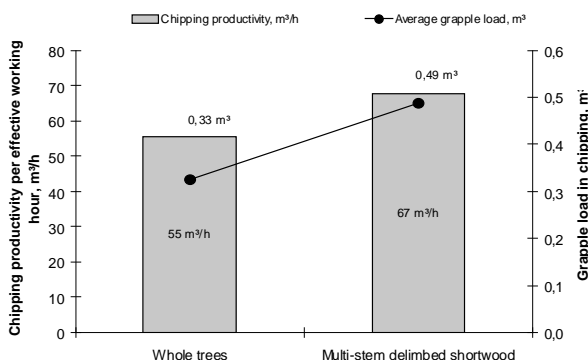 Chipping productivity, m³/h
Average grapple load, m³
Chipping productivity per effective working
hour, m³/h
80
70
60
50
40
30
20
10
0
0,33 m³
0,49 m³
55 m³/h
67 m³/h
0,6
0,5
0,4
0,3
0,2
0,1
0,0
Grapple load in chipping, m³
Whole trees
Multi-stem delimbed shortwood